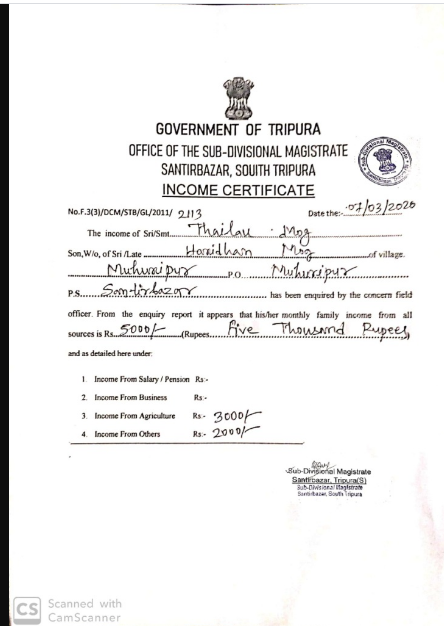 GOVERNMENT OF TRIPURA
OFFICE OF THE SUB-DIVISIONAL MAGISTRATE
SANTIRBAZAR, SOUTH TRIPURA
INCOME CERTIFICATE
No.F.3(3)/DCM/STB/GL/2011/ 2113 Date the:- 07/03/2020
The income of Sri/Smt. Thailau Mog
Son,W/o, of Sri /Late Haridhan Mog of village.
Muhuripur P.O Muhuripur
P.S. Santirbazar has been enquired by the concern field
officer. From the enquiry report it appears that his/her monthly family income from all
sources is Rs. 5000/- (Rupees Five Thousand Rupees)
and as detailed here under:
1. Income From Salary / Pension Rs:-
2. Income From Business Rs:-
3. Income From Agriculture Rs:- 3000/-
4. Income From Others Rs:- 2000/-
Sub-Divisional Magistrate
Santirbazar, Tripura(S)
Sub-Divisional Magistrate
Santirbazar, South Tripura
CS Scanned with
CamScanner